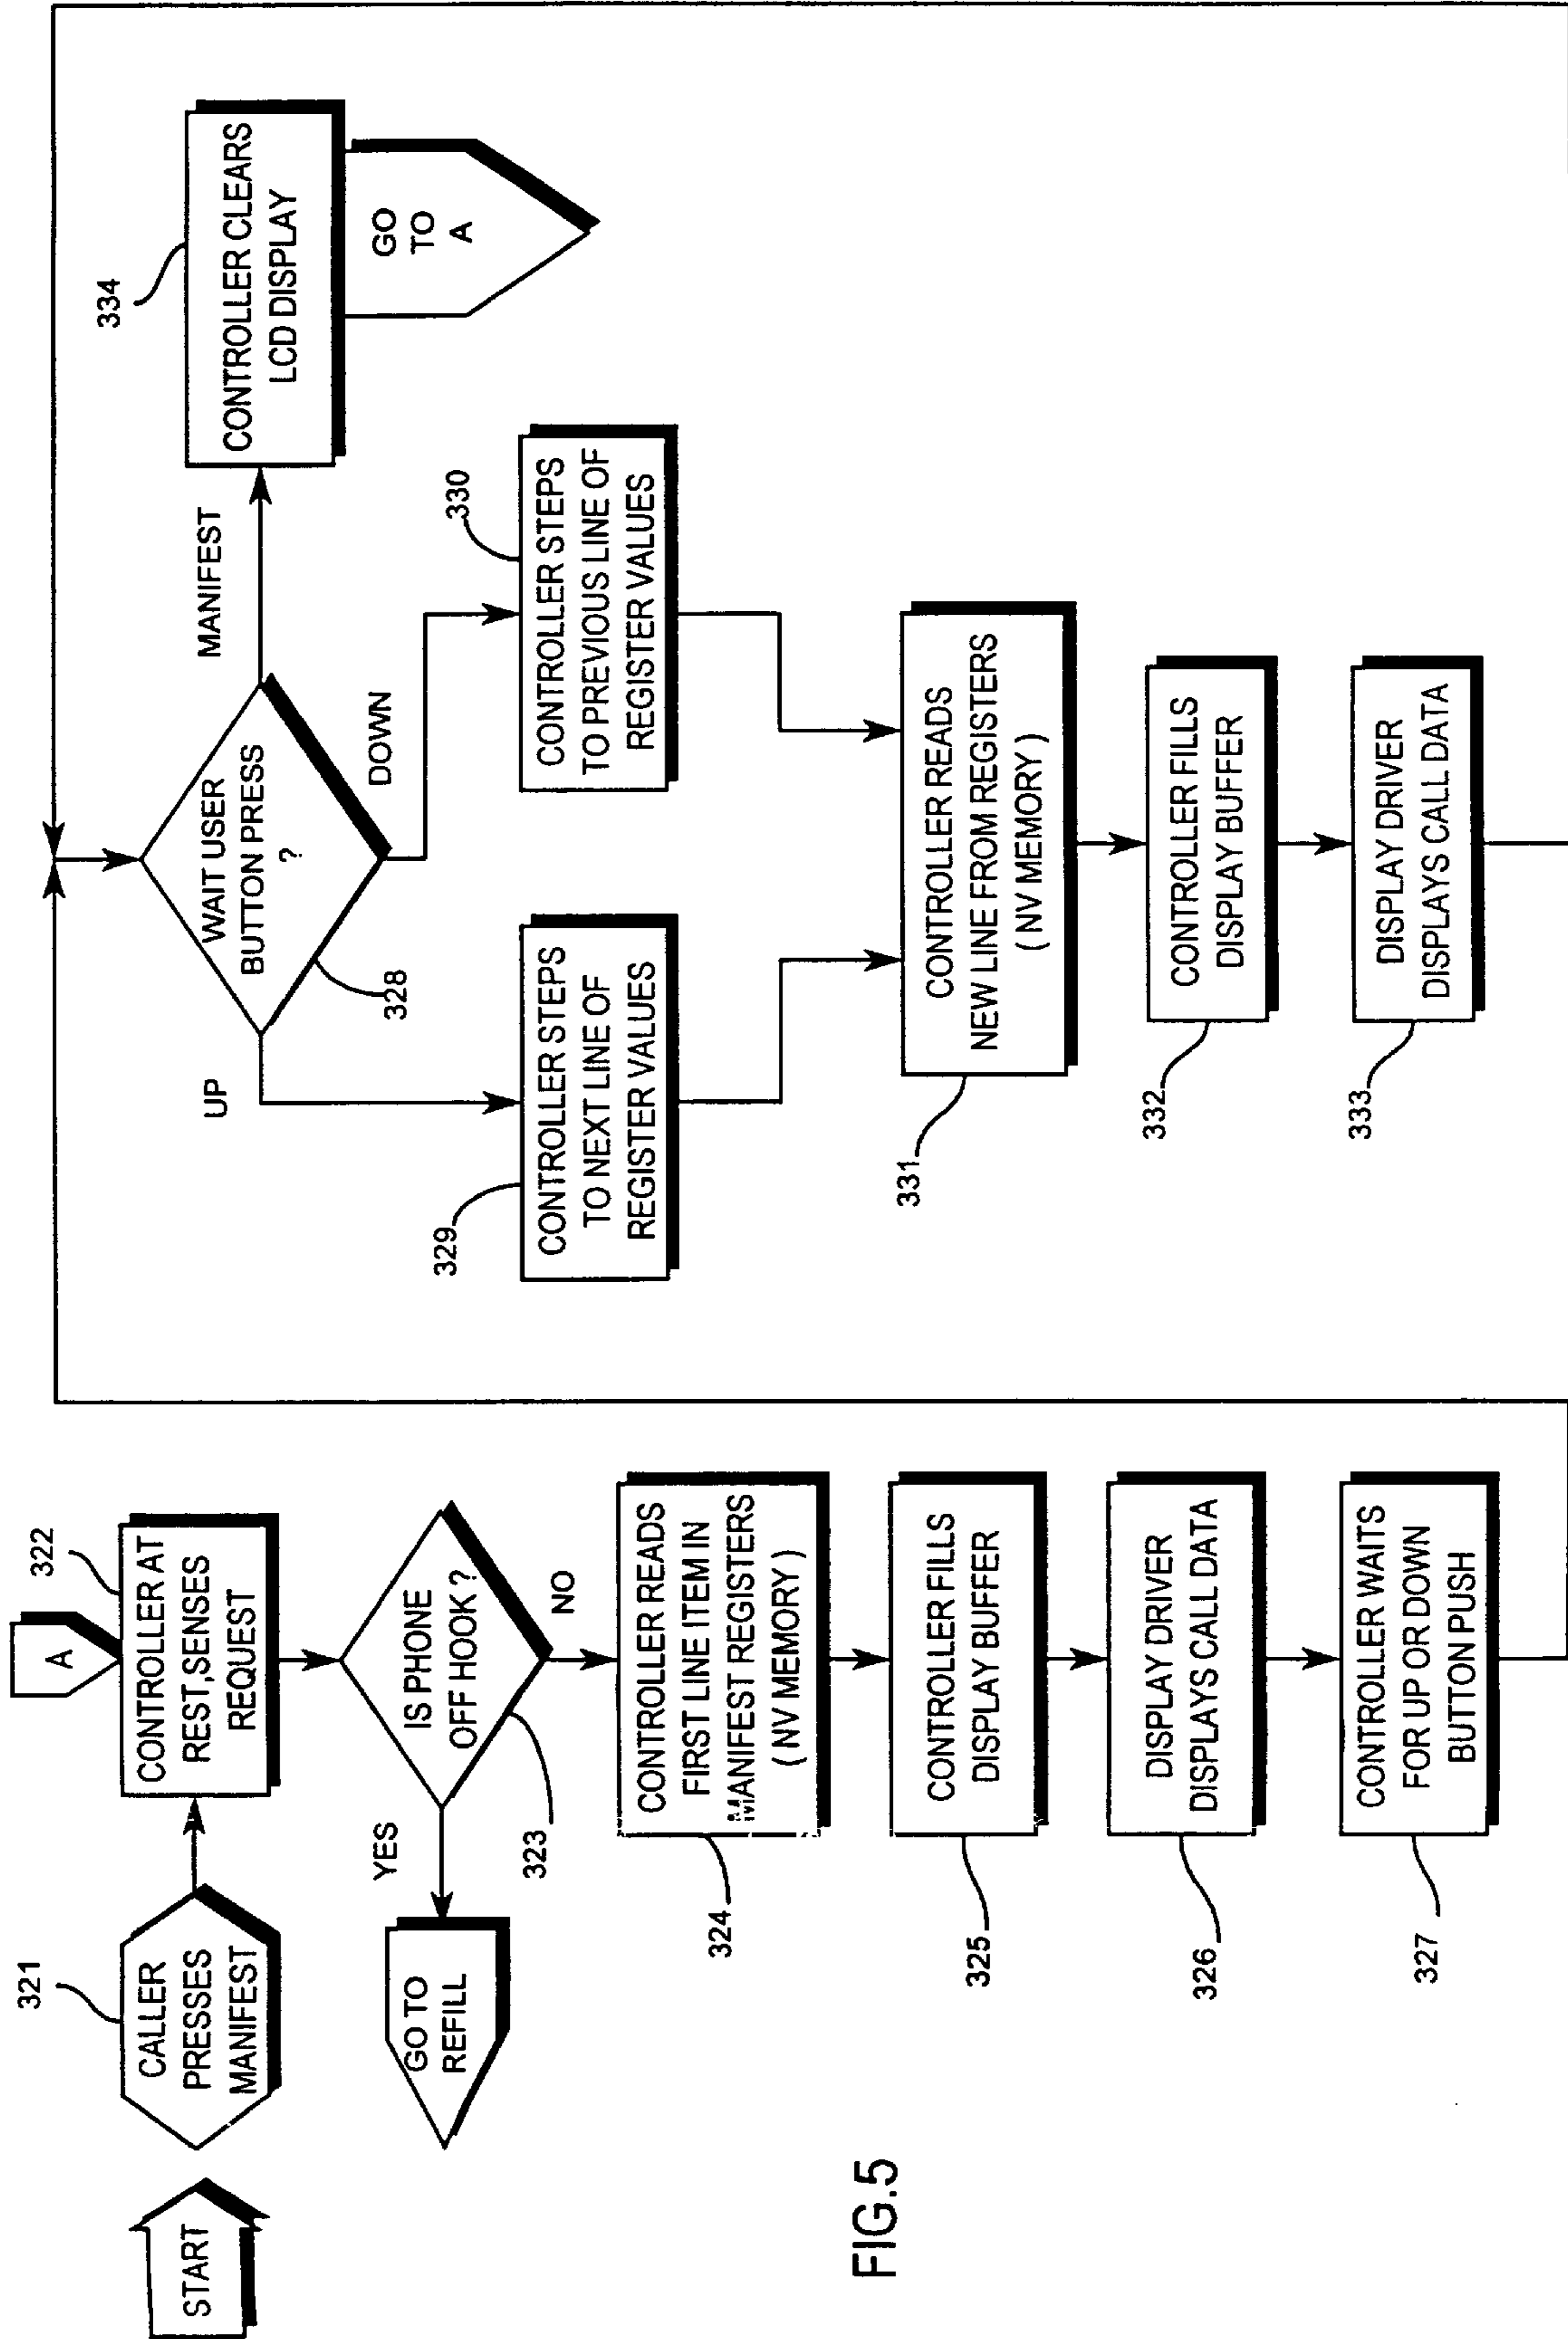 START
321
CALLER
PRESSES
MANIFEST
A
322
CONTROLLER AT
REST,SENSES
REQUEST
IS PHONE
OFF HOOK ?
323
YES
GO TO
REFILL
NO
CONTROLLER READS
FIRST LINE ITEM IN
MANIFEST REGISTERS
( NV MEMORY )
324
CONTROLLER FILLS
DISPLAY BUFFER
325
DISPLAY DRIVER
DISPLAYS CALL DATA
326
CONTROLLER WAITS
FOR UP OR DOWN
BUTTON PUSH
327
WAIT USER
BUTTON PRESS
?
328
UP
DOWN
MANIFEST
334
CONTROLLER CLEARS
LCD DISPLAY
GO
TO
A
329
CONTROLLER STEPS
TO NEXT LINE OF
REGISTER VALUES
330
CONTROLLER STEPS
TO PREVIOUS LINE OF
REGISTER VALUES
331
CONTROLLER READS
NEW LINE FROM REGISTERS
( NV MEMORY )
332
CONTROLLER FILLS
DISPLAY BUFFER
333
DISPLAY DRIVER
DISPLAYS CALL DATA
FIG.5